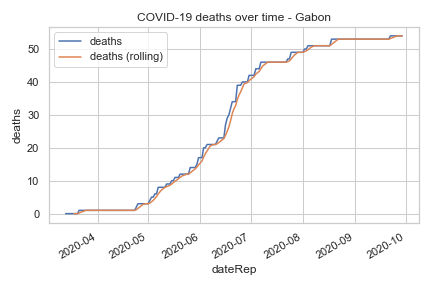 COVID-19 deaths over time - Gabon
deaths
deaths (rolling)
deaths
50
40
30
20
10
0
2020-04
2020-05
2020-06
2020-07
2020-08
2020-09
2020-10
dateRep